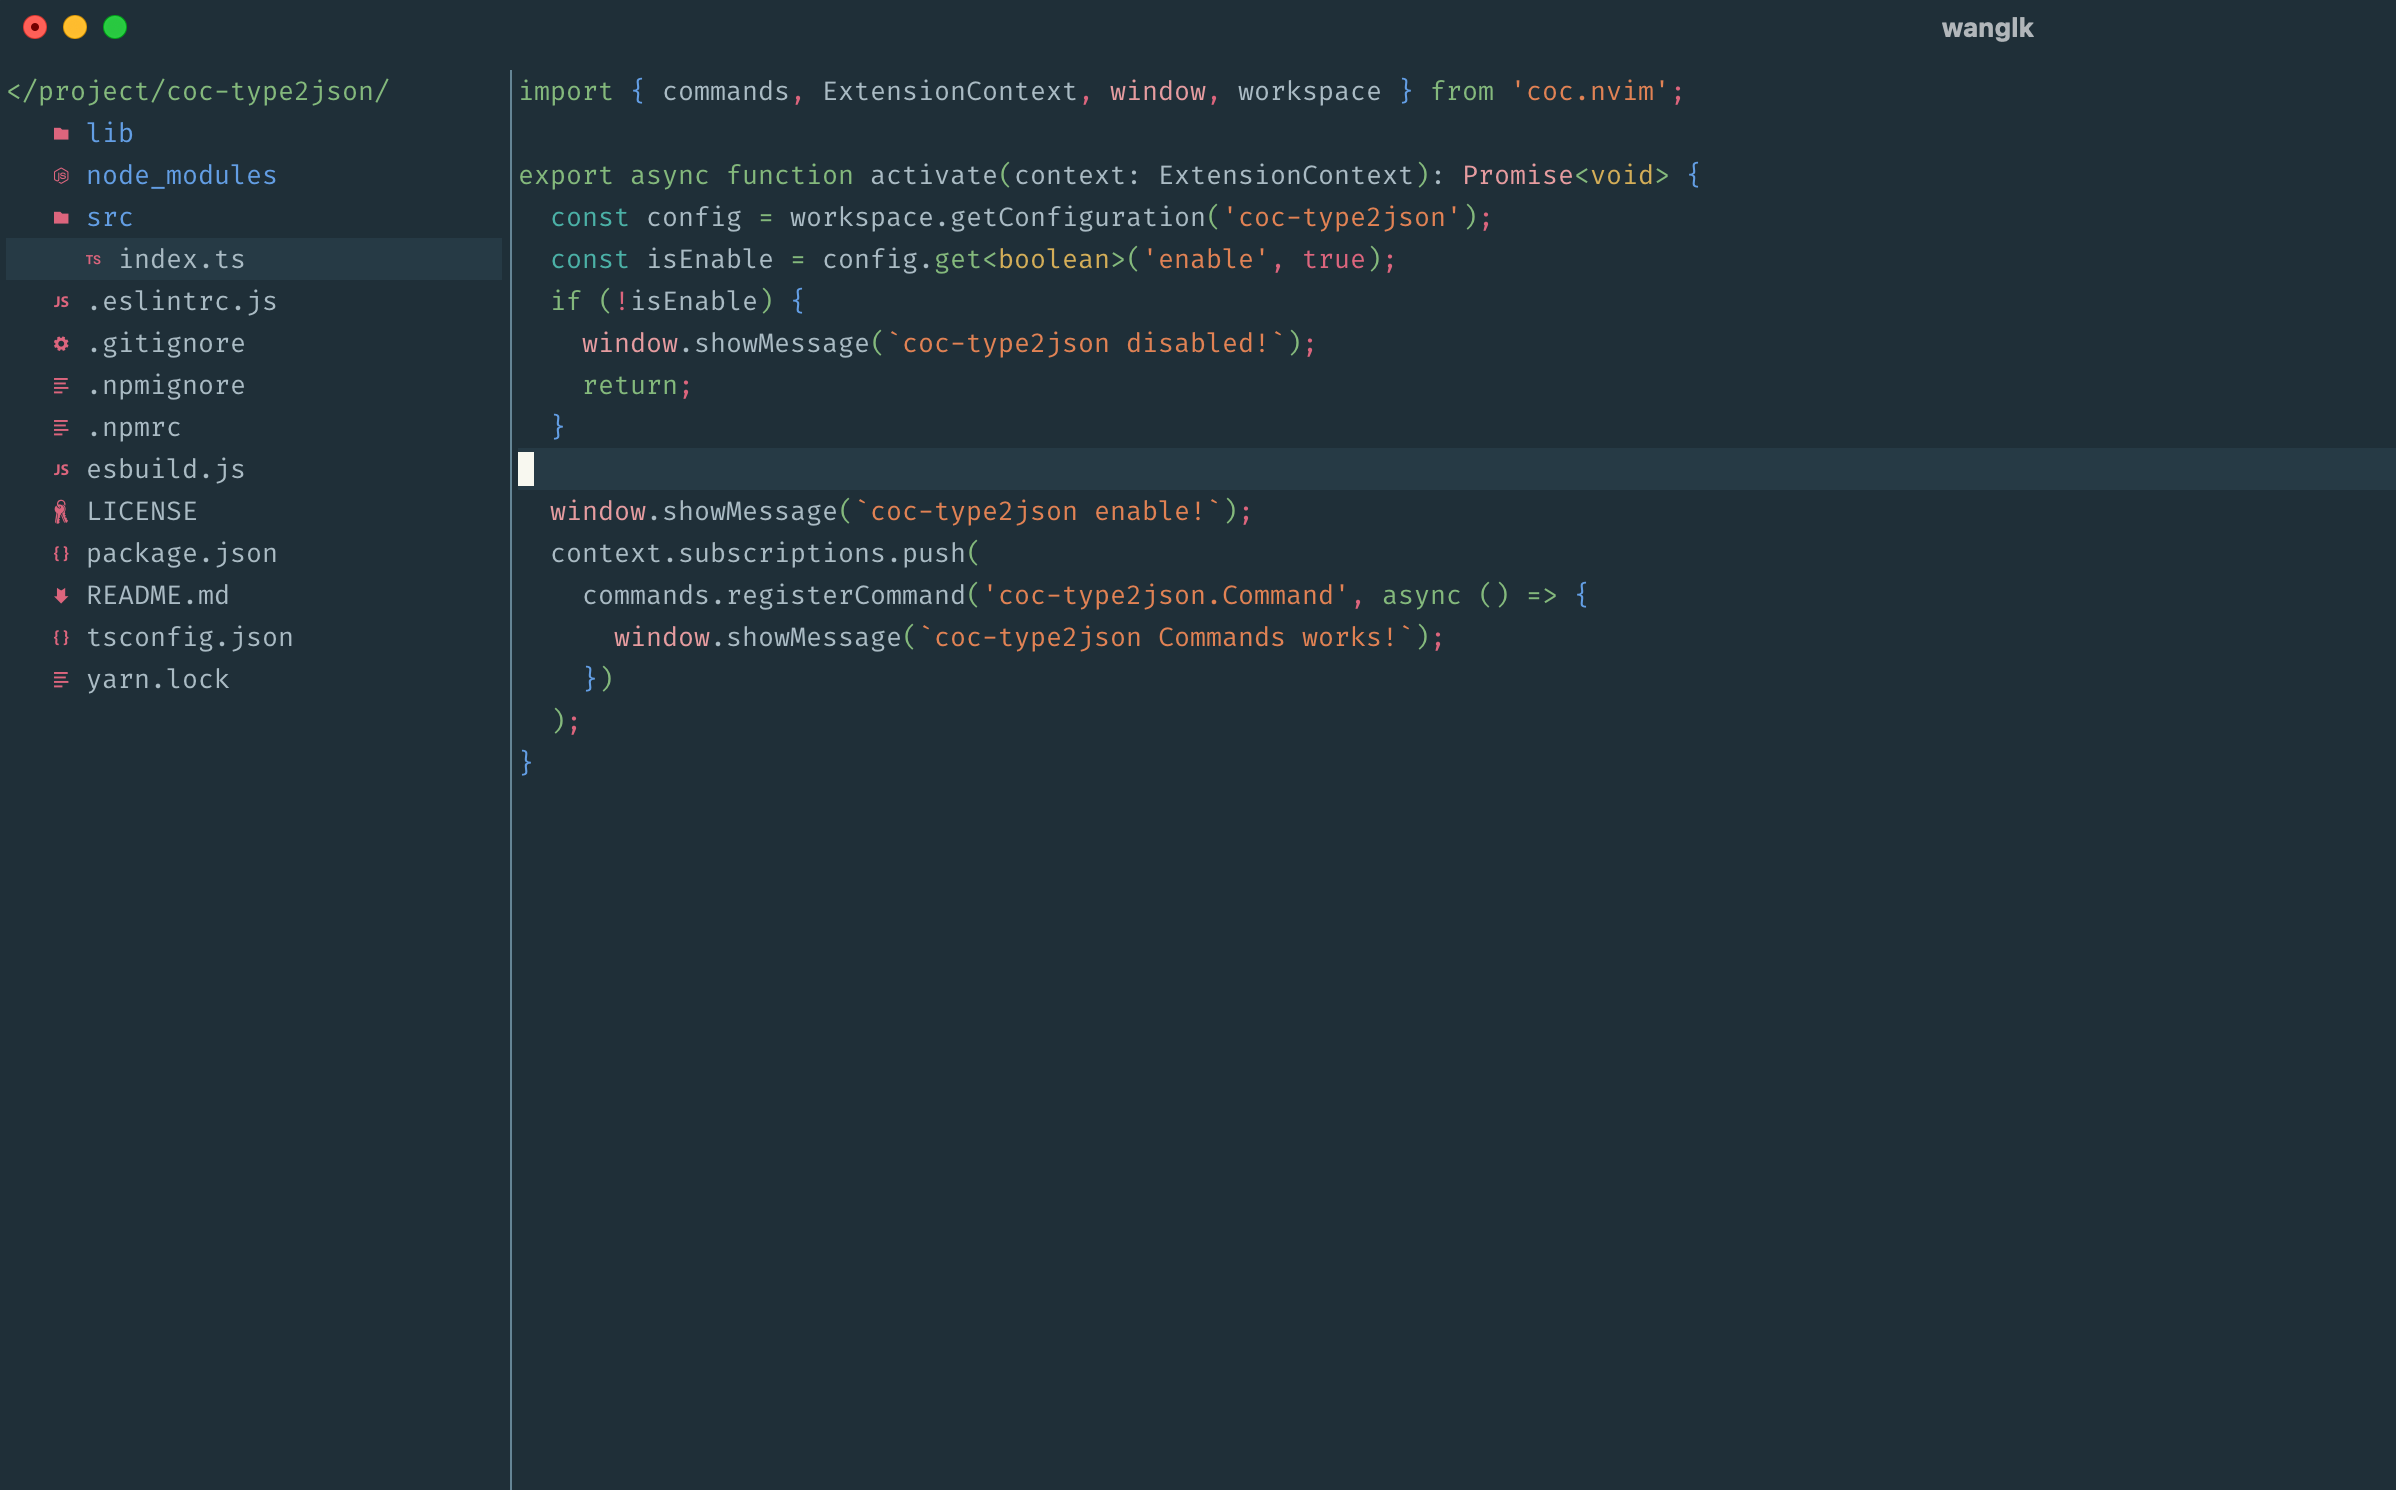 wanglk
</project/coc-type2json/
lib
node_modules
src
TS index.ts
JS .eslintrc.js
.gitignore
.npmignore
.npmrc
JS esbuild.js
LICENSE
{} package.json
README.md
{} tsconfig.json
yarn.lock
import { commands, ExtensionContext, window, workspace } from 'coc.nvim';

export async function activate(context: ExtensionContext): Promise<void> {
  const config = workspace.getConfiguration('coc-type2json');
  const isEnable = config.get<boolean>('enable', true);
  if (!isEnable) {
    window.showMessage(`coc-type2json disabled!`);
    return;
  }

  window.showMessage(`coc-type2json enable!`);
  context.subscriptions.push(
    commands.registerCommand('coc-type2json.Command', async () => {
      window.showMessage(`coc-type2json Commands works!`);
    })
  );
}